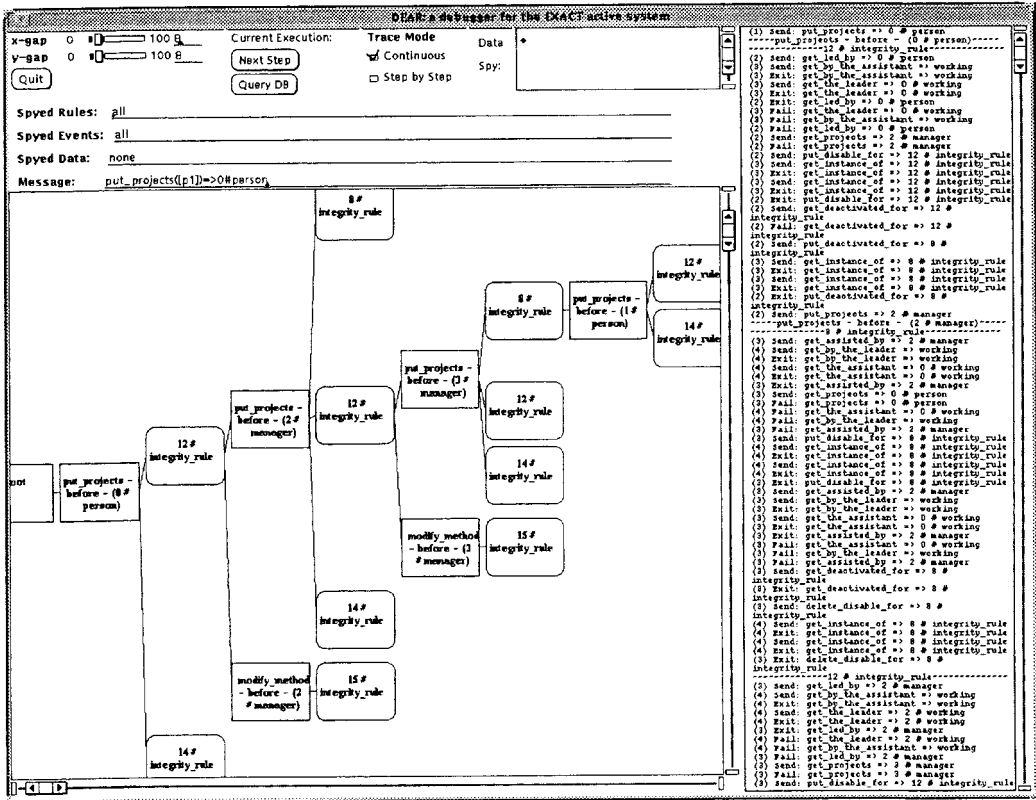 DEAR: a debugger for the EXACT active system
x-gap 0 100 8
y-gap 0 100 8
Quit
Current Execution:
Next Step
Query DB
Trace Mode
Continuous
Step by Step
Data
Spy:
Spyed Rules: all
Spyed Events: all
Spyed Data: none
Message: put_projects([p1])=>0#person
8 #
integrity_rule
12 #
integrity_rule
8 #
integrity_rule
put_projects -
before - (1 #
person)
14 #
integrity_rule
put_projects -
before - (3 #
manager)
put_projects -
before - (2 #
manager)
12 #
integrity_rule
12 #
integrity_rule
12 #
integrity_rule
14 #
integrity_rule
oot
put_projects -
before - (0 #
person)
modify_method
- before - (3
# manager)
15 #
integrity_rule
14 #
integrity_rule
modify_method
- before - (2
# manager)
15 #
integrity_rule
14 #
integrity_rule
(1) Send: put_projects => 0 # person
-----put_projects - before - (0 # person)-----
-----------12 # integrity_rule-----------
(2) Send: get_led_by => 0 # person
(3) Send: get_by_the_assistant => working
(3) Exit: get_by_the_assistant => working
(3) Send: get_the_leader => 0 # working
(3) Exit: get_the_leader => 0 # working
(2) Exit: get_led_by => 0 # person
(3) Fail: get_the_leader => 0 # working
(3) Fail: get_by_the_assistant => working
(2) Fail: get_led_by => 0 # person
(2) Send: get_projects => 2 # manager
(2) Fail: get_projects => 2 # manager
(2) Send: put_disable_for => 12 # integrity_rule
(3) Send: get_instance_of => 12 # integrity_rule
(3) Exit: get_instance_of => 12 # integrity_rule
(3) Send: get_instance_of => 12 # integrity_rule
(3) Exit: get_instance_of => 12 # integrity_rule
(2) Exit: put_disable_for => 12 # integrity_rule
(2) Send: get_deactivated_for => 12 #
integrity_rule
(2) Fail: get_deactivated_for => 12 #
integrity_rule
(2) Send: put_deactivated_for => 8 #
integrity_rule
(3) Send: get_instance_of => 8 # integrity_rule
(3) Exit: get_instance_of => 8 # integrity_rule
(3) Send: get_instance_of => 8 # integrity_rule
(3) Exit: get_instance_of => 8 # integrity_rule
(2) Exit: put_deactivated_for => 8 #
integrity_rule
(2) Send: put_projects => 2 # manager
-----put_projects - before - (2 # manager)-----
-----------8 # integrity_rule-----------
(3) Send: get_assisted_by => 2 # manager
(4) Send: get_by_the_leader => working
(4) Exit: get_by_the_leader => working
(4) Send: get_the_assistant => 0 # working
(4) Exit: get_the_assistant => 0 # working
(3) Exit: get_assisted_by => 2 # manager
(3) Send: get_projects => 0 # person
(3) Fail: get_projects => 0 # person
(4) Fail: get_the_assistant => 0 # working
(4) Fail: get_by_the_leader => working
(3) Fail: get_assisted_by => 2 # manager
(3) Send: put_disable_for => 8 # integrity_rule
(4) Send: get_instance_of => 8 # integrity_rule
(4) Exit: get_instance_of => 8 # integrity_rule
(4) Send: get_instance_of => 8 # integrity_rule
(4) Exit: get_instance_of => 8 # integrity_rule
(3) Exit: put_disable_for => 8 # integrity_rule
(3) Send: get_assisted_by => 2 # manager
(3) Send: get_by_the_leader => working
(3) Exit: get_by_the_leader => working
(3) Send: get_the_assistant => 0 # working
(3) Exit: get_the_assistant => 0 # working
(3) Exit: get_assisted_by => 2 # manager
(3) Fail: get_the_assistant => 0 # working
(3) Fail: get_by_the_leader => working
(3) Fail: get_assisted_by => 2 # manager
(3) Send: get_deactivated_for => 8 #
integrity_rule
(3) Exit: get_deactivated_for => 8 #
integrity_rule
(3) Send: delete_disable_for => 8 #
integrity_rule
(4) Send: get_instance_of => 8 # integrity_rule
(4) Exit: get_instance_of => 8 # integrity_rule
(4) Send: get_instance_of => 8 # integrity_rule
(4) Exit: get_instance_of => 8 # integrity_rule
(3) Exit: delete_disable_for => 8 #
integrity_rule
-----------12 # integrity_rule-----------
(3) Send: get_led_by => 2 # manager
(4) Send: get_by_the_assistant => working
(4) Exit: get_by_the_assistant => working
(4) Send: get_the_leader => 2 # working
(4) Exit: get_the_leader => 2 # working
(3) Exit: get_led_by => 2 # manager
(4) Fail: get_the_leader => 2 # working
(4) Fail: get_by_the_assistant => working
(3) Fail: get_led_by => 2 # manager
(3) Send: get_projects => 3 # manager
(3) Fail: get_projects => 3 # manager
(3) Send: put_disable_for => 12 # integrity_rule